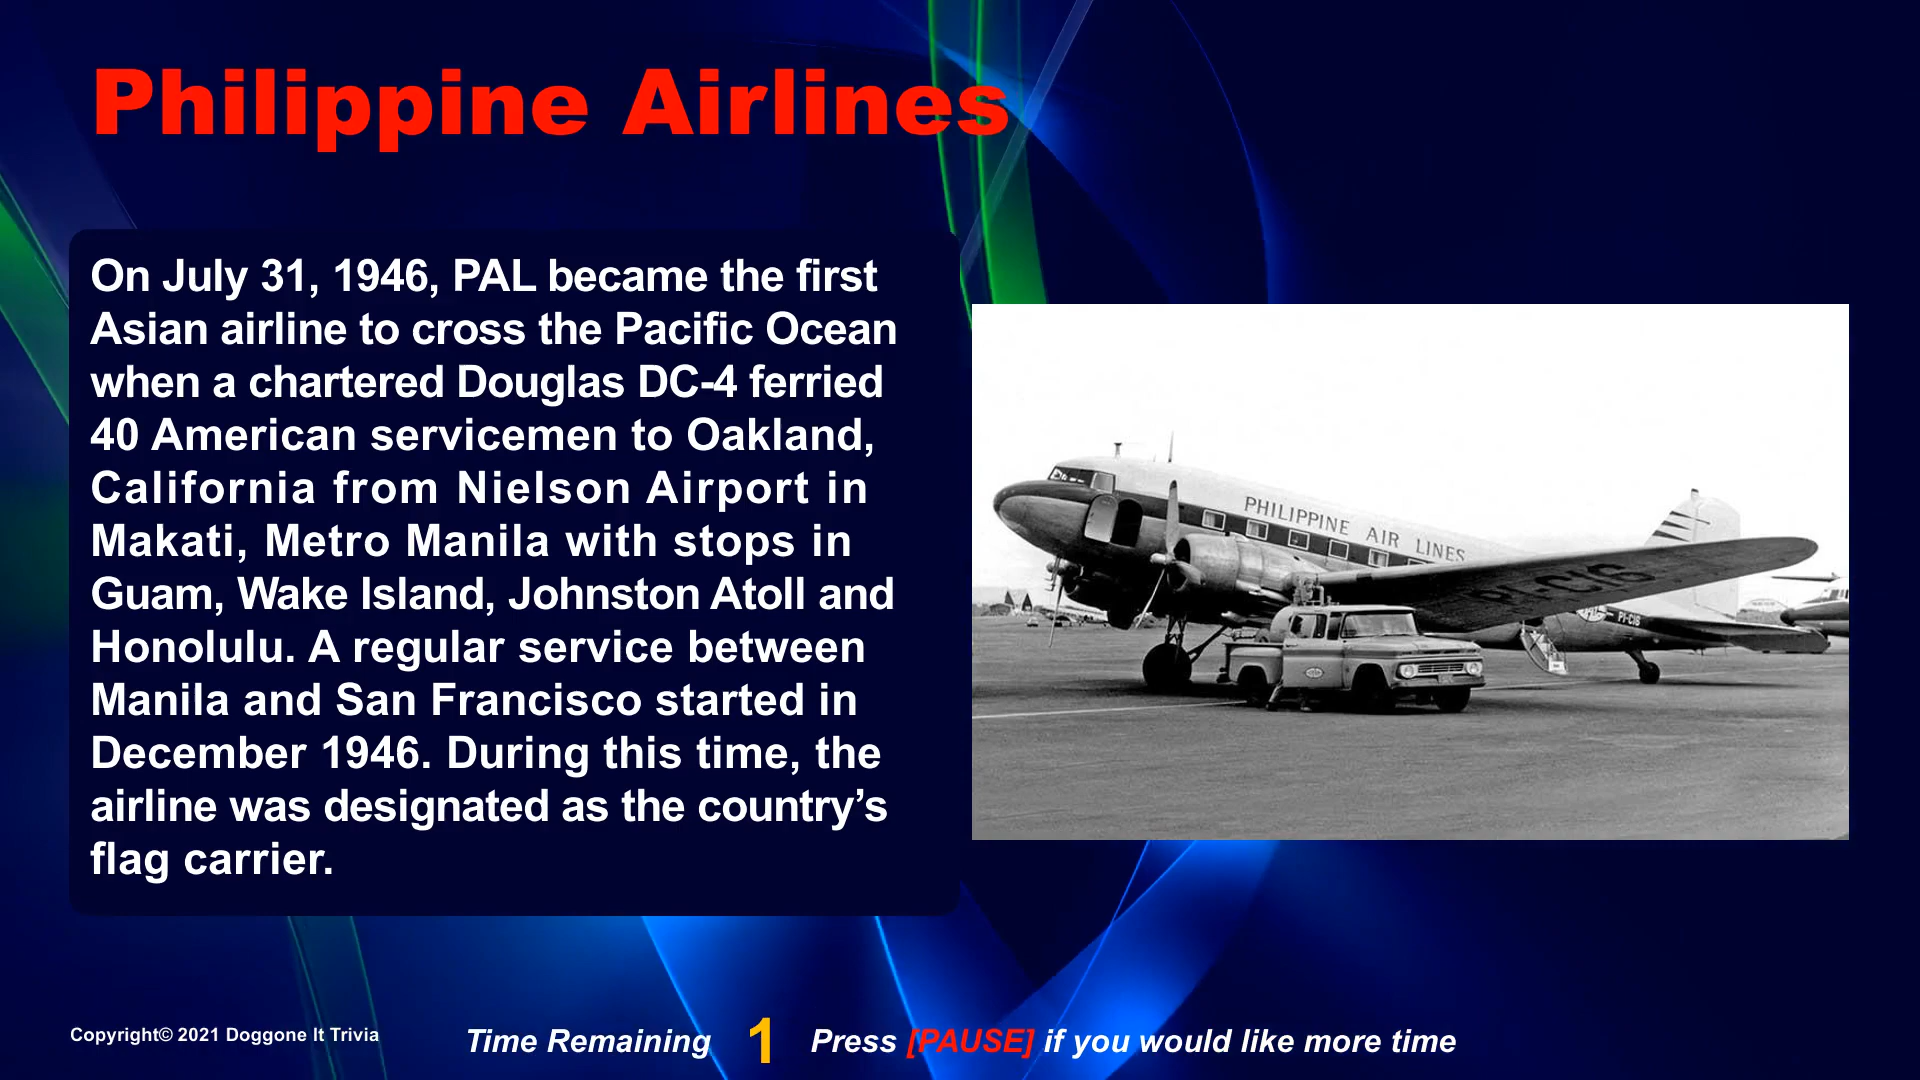 Philippine Airlines
On July 31, 1946, PAL became the first
Asian airline to cross the Pacific Ocean
when a chartered Douglas DC-4 ferried
40 American servicemen to Oakland,
California from Nielson Airport in
Makati, Metro Manila with stops in
Guam, Wake Island, Johnston Atoll and
Honolulu. A regular service between
Manila and San Francisco started in
December 1946. During this time, the
airline was designated as the country’s
flag carrier.
PHILIPPINE AIR LINES
PI-C16
PI-C16
Copyright© 2021 Doggone It Trivia
Time Remaining 1 Press [PAUSE] if you would like more time